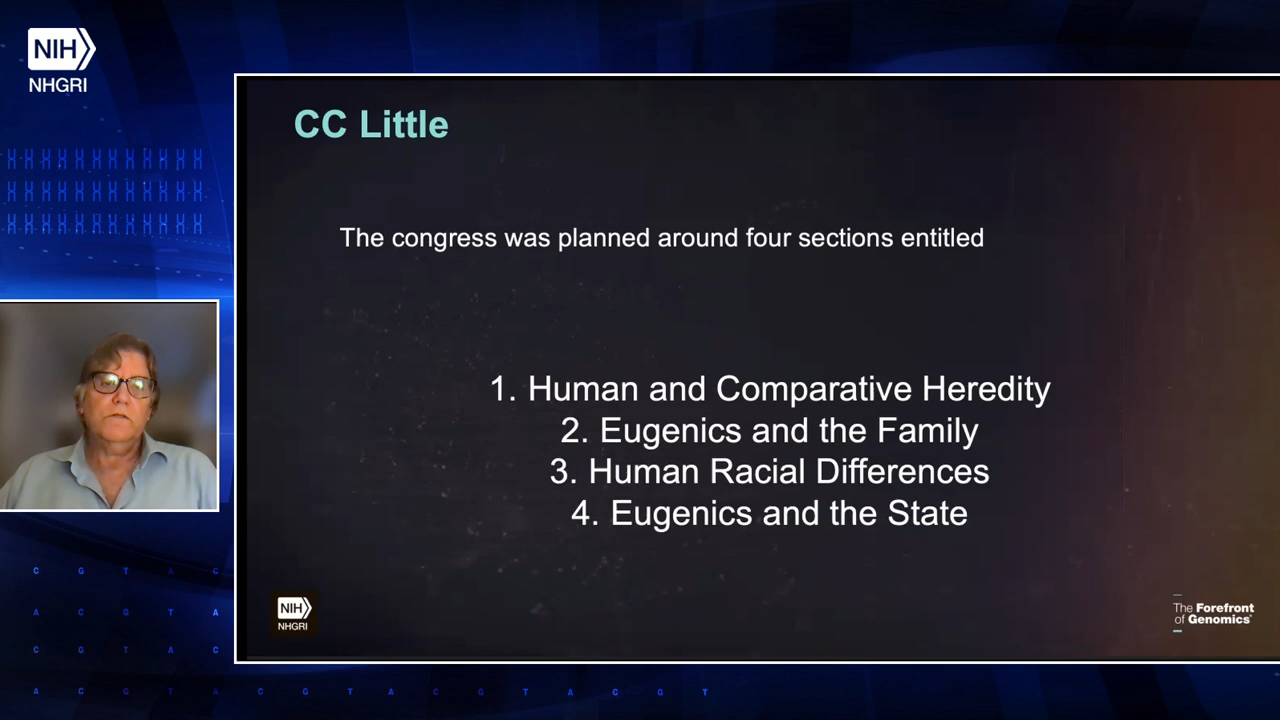 NIH
NHGRI
CC Little
The congress was planned around four sections entitled
1. Human and Comparative Heredity
2. Eugenics and the Family
3. Human Racial Differences
4. Eugenics and the State
NIH
NHGRI
The Forefront
of Genomics®
C G T A C
A C G T A
C G T A C
A C G T A C G T A C G T A C G T